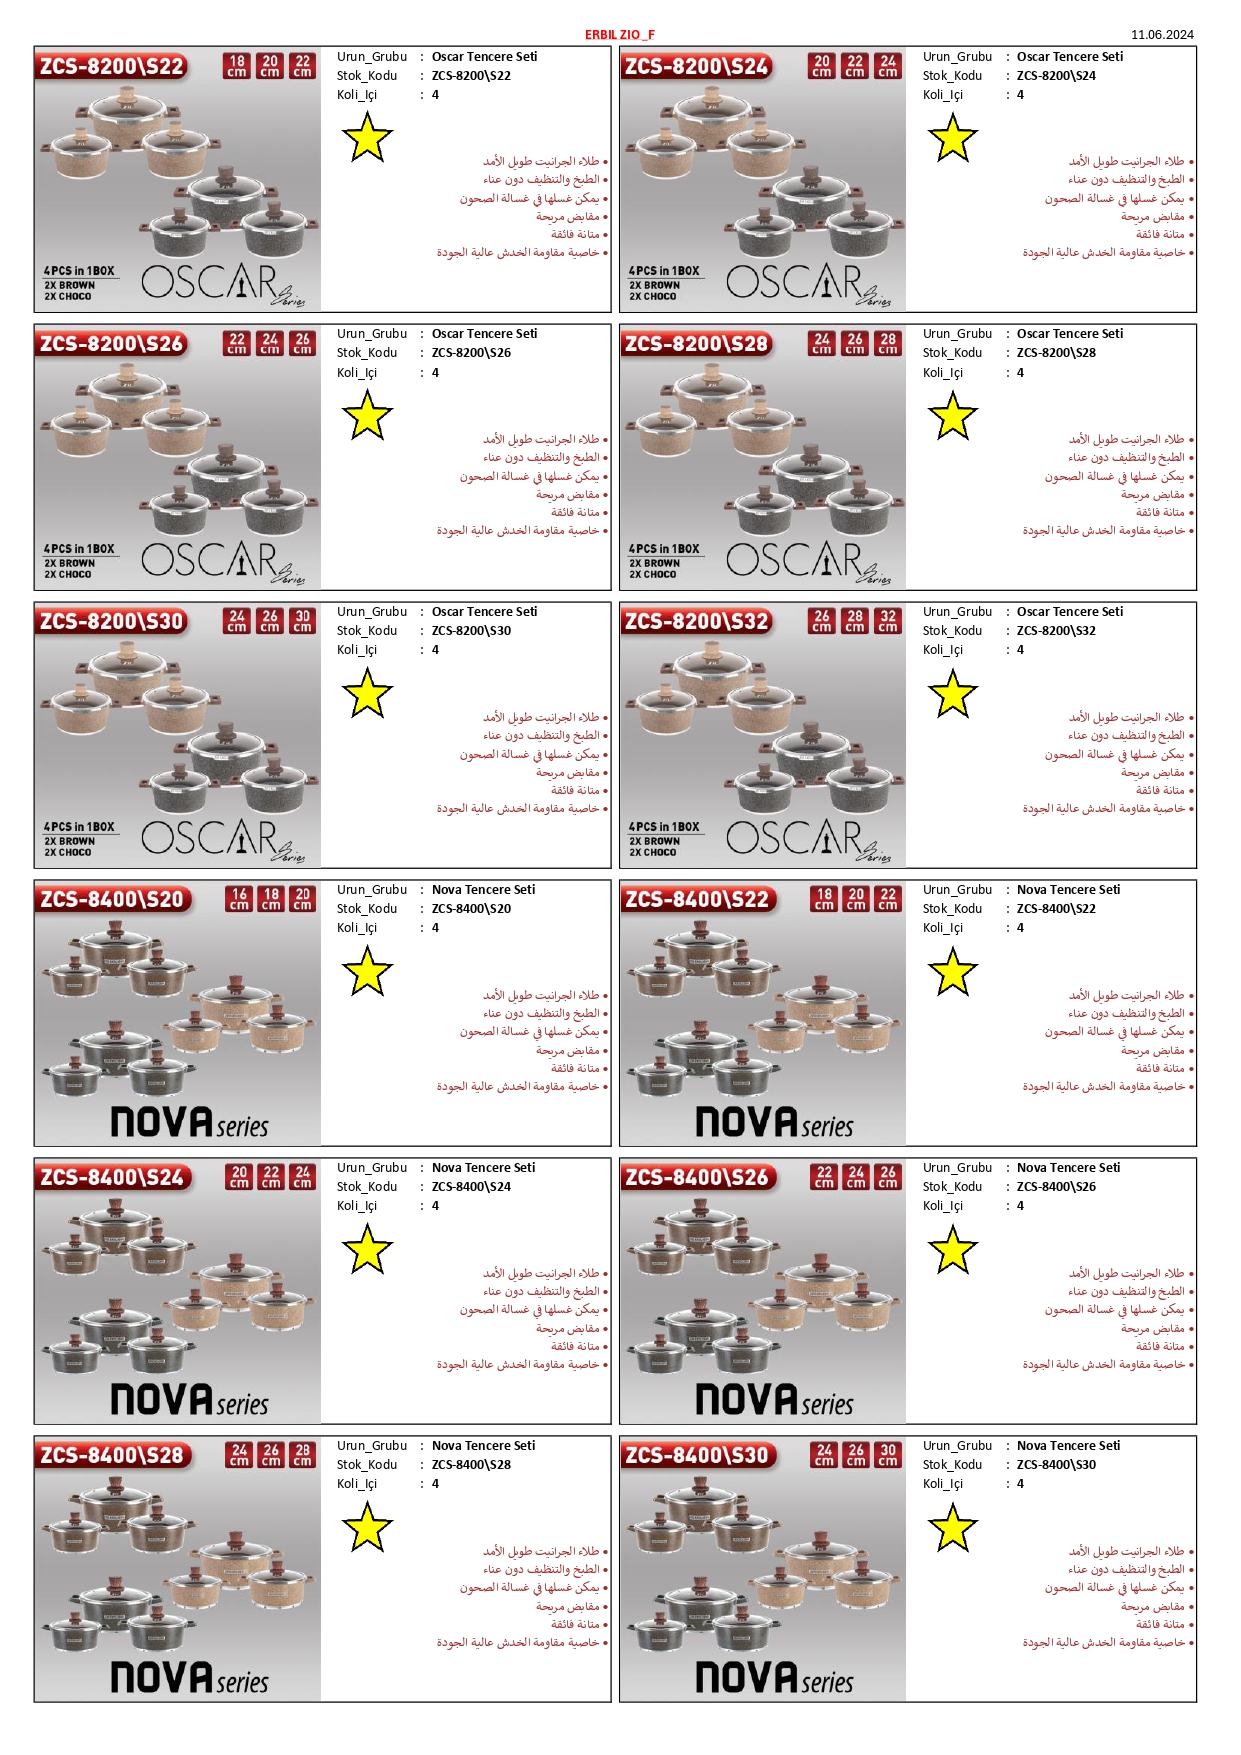 ERBIL ZIO_F
11.06.2024
ZCS-8200\S22
18 cm 20 cm 22 cm
4PCS in 1BOX
2X BROWN
2X CHOCO
OSCAR Series
Urun_Grubu : Oscar Tencere Seti
Stok_Kodu : ZCS-8200\S22
Koli_Içi : 4
• طلاء الجرانيت طويل الأمد
• الطبخ والتنظيف دون عناء
• يمكن غسلها في غسالة الصحون
• مقابض مريحة
• متانة فائقة
• خاصية مقاومة الخدش عالية الجودة
ZCS-8200\S24
20 cm 22 cm 24 cm
4PCS in 1BOX
2X BROWN
2X CHOCO
OSCAR Series
Urun_Grubu : Oscar Tencere Seti
Stok_Kodu : ZCS-8200\S24
Koli_Içi : 4
• طلاء الجرانيت طويل الأمد
• الطبخ والتنظيف دون عناء
• يمكن غسلها في غسالة الصحون
• مقابض مريحة
• متانة فائقة
• خاصية مقاومة الخدش عالية الجودة
ZCS-8200\S26
22 cm 24 cm 26 cm
4PCS in 1BOX
2X BROWN
2X CHOCO
OSCAR Series
Urun_Grubu : Oscar Tencere Seti
Stok_Kodu : ZCS-8200\S26
Koli_Içi : 4
• طلاء الجرانيت طويل الأمد
• الطبخ والتنظيف دون عناء
• يمكن غسلها في غسالة الصحون
• مقابض مريحة
• متانة فائقة
• خاصية مقاومة الخدش عالية الجودة
ZCS-8200\S28
24 cm 26 cm 28 cm
4PCS in 1BOX
2X BROWN
2X CHOCO
OSCAR Series
Urun_Grubu : Oscar Tencere Seti
Stok_Kodu : ZCS-8200\S28
Koli_Içi : 4
• طلاء الجرانيت طويل الأمد
• الطبخ والتنظيف دون عناء
• يمكن غسلها في غسالة الصحون
• مقابض مريحة
• متانة فائقة
• خاصية مقاومة الخدش عالية الجودة
ZCS-8200\S30
24 cm 26 cm 30 cm
4PCS in 1BOX
2X BROWN
2X CHOCO
OSCAR Series
Urun_Grubu : Oscar Tencere Seti
Stok_Kodu : ZCS-8200\S30
Koli_Içi : 4
• طلاء الجرانيت طويل الأمد
• الطبخ والتنظيف دون عناء
• يمكن غسلها في غسالة الصحون
• مقابض مريحة
• متانة فائقة
• خاصية مقاومة الخدش عالية الجودة
ZCS-8200\S32
26 cm 28 cm 32 cm
4PCS in 1BOX
2X BROWN
2X CHOCO
OSCAR Series
Urun_Grubu : Oscar Tencere Seti
Stok_Kodu : ZCS-8200\S32
Koli_Içi : 4
• طلاء الجرانيت طويل الأمد
• الطبخ والتنظيف دون عناء
• يمكن غسلها في غسالة الصحون
• مقابض مريحة
• متانة فائقة
• خاصية مقاومة الخدش عالية الجودة
ZCS-8400\S20
16 cm 18 cm 20 cm
NOVA series
Urun_Grubu : Nova Tencere Seti
Stok_Kodu : ZCS-8400\S20
Koli_Içi : 4
• طلاء الجرانيت طويل الأمد
• الطبخ والتنظيف دون عناء
• يمكن غسلها في غسالة الصحون
• مقابض مريحة
• متانة فائقة
• خاصية مقاومة الخدش عالية الجودة
ZCS-8400\S22
18 cm 20 cm 22 cm
NOVA series
Urun_Grubu : Nova Tencere Seti
Stok_Kodu : ZCS-8400\S22
Koli_Içi : 4
• طلاء الجرانيت طويل الأمد
• الطبخ والتنظيف دون عناء
• يمكن غسلها في غسالة الصحون
• مقابض مريحة
• متانة فائقة
• خاصية مقاومة الخدش عالية الجودة
ZCS-8400\S24
20 cm 22 cm 24 cm
NOVA series
Urun_Grubu : Nova Tencere Seti
Stok_Kodu : ZCS-8400\S24
Koli_Içi : 4
• طلاء الجرانيت طويل الأمد
• الطبخ والتنظيف دون عناء
• يمكن غسلها في غسالة الصحون
• مقابض مريحة
• متانة فائقة
• خاصية مقاومة الخدش عالية الجودة
ZCS-8400\S26
22 cm 24 cm 26 cm
NOVA series
Urun_Grubu : Nova Tencere Seti
Stok_Kodu : ZCS-8400\S26
Koli_Içi : 4
• طلاء الجرانيت طويل الأمد
• الطبخ والتنظيف دون عناء
• يمكن غسلها في غسالة الصحون
• مقابض مريحة
• متانة فائقة
• خاصية مقاومة الخدش عالية الجودة
ZCS-8400\S28
24 cm 26 cm 28 cm
NOVA series
Urun_Grubu : Nova Tencere Seti
Stok_Kodu : ZCS-8400\S28
Koli_Içi : 4
• طلاء الجرانيت طويل الأمد
• الطبخ والتنظيف دون عناء
• يمكن غسلها في غسالة الصحون
• مقابض مريحة
• متانة فائقة
• خاصية مقاومة الخدش عالية الجودة
ZCS-8400\S30
24 cm 26 cm 30 cm
NOVA series
Urun_Grubu : Nova Tencere Seti
Stok_Kodu : ZCS-8400\S30
Koli_Içi : 4
• طلاء الجرانيت طويل الأمد
• الطبخ والتنظيف دون عناء
• يمكن غسلها في غسالة الصحون
• مقابض مريحة
• متانة فائقة
• خاصية مقاومة الخدش عالية الجودة